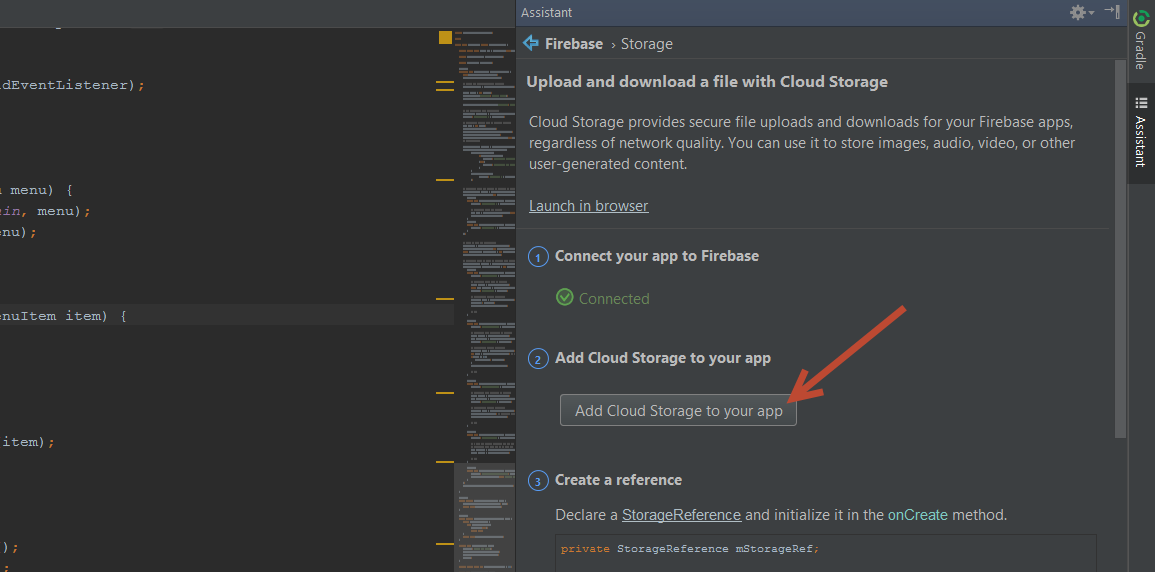 Assistant
Firebase › Storage
Gradle
Assistant
Upload and download a file with Cloud Storage
Cloud Storage provides secure file uploads and downloads for your Firebase apps,
regardless of network quality. You can use it to store images, audio, video, or other
user-generated content.
Launch in browser
1 Connect your app to Firebase
Connected
2 Add Cloud Storage to your app
Add Cloud Storage to your app
3 Create a reference
Declare a StorageReference and initialize it in the onCreate method.
private StorageReference mStorageRef;
dEventListener);
menu) {
in, menu);
enu);
enuItem item) {
item);
);
;